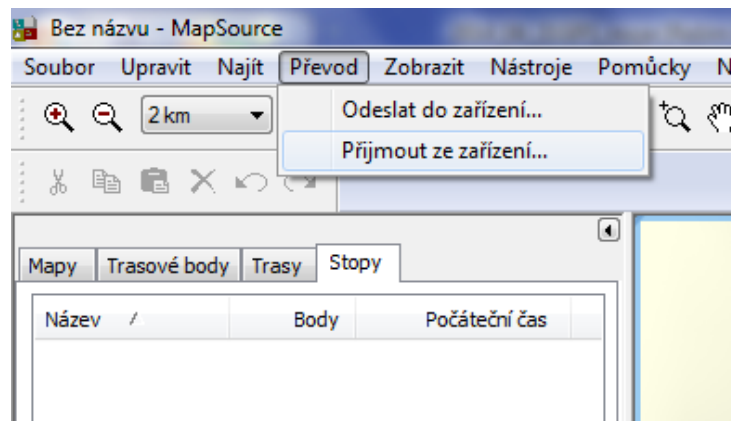 Bez názvu - MapSource
Soubor Upravit Najít Převod Zobrazit Nástroje Pomůcky N
2 km
Odeslat do zařízení...
Přijmout ze zařízení...
Mapy Trasové body Trasy Stopy
Název / Body Počáteční čas